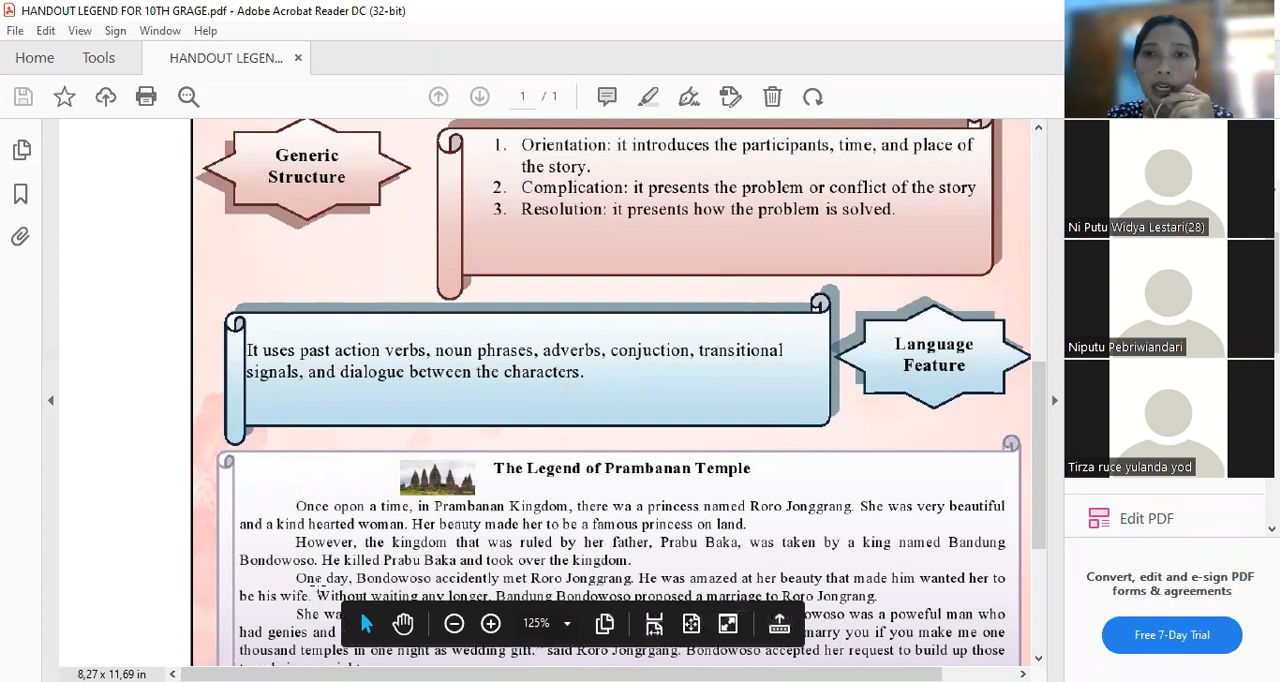 HANDOUT LEGEND FOR 10TH GRAGE.pdf - Adobe Acrobat Reader DC (32-bit)
File Edit View Sign Window Help
Home Tools HANDOUT LEGEN... ×
1 / 1
Generic
Structure
1. Orientation: it introduces the participants, time, and place of
the story.
2. Complication: it presents the problem or conflict of the story
3. Resolution: it presents how the problem is solved.
It uses past action verbs, noun phrases, adverbs, conjuction, transitional
signals, and dialogue between the characters.
Language
Feature
The Legend of Prambanan Temple
Once opon a time, in Prambanan Kingdom, there wa a princess named Roro Jonggrang. She was very beautiful
and a kind hearted woman. Her beauty made her to be a famous princess on land.
However, the kingdom that was ruled by her father, Prabu Baka, was taken by a king named Bandung
Bondowoso. He killed Prabu Baka and took over the kingdom.
One day, Bondowoso accidently met Roro Jonggrang. He was amazed at her beauty that made him wanted her to
be his wife. Without waiting any longer, Bandung Bondowoso proposed a marriage to Roro Jongrang.
She wa
owoso was a poweful man who
had genies and
marry you if you make me one
thousand temples in one night as wedding gift." said Roro Jongrgang. Bondowoso accepted her request to build up those
125%
8,27 x 11,69 in
Ni Putu Widya Lestari(28)
Niputu Pebriwiandari
Tirza ruce yulanda yod
Edit PDF
Convert, edit and e-sign PDF
forms & agreements
Free 7-Day Trial